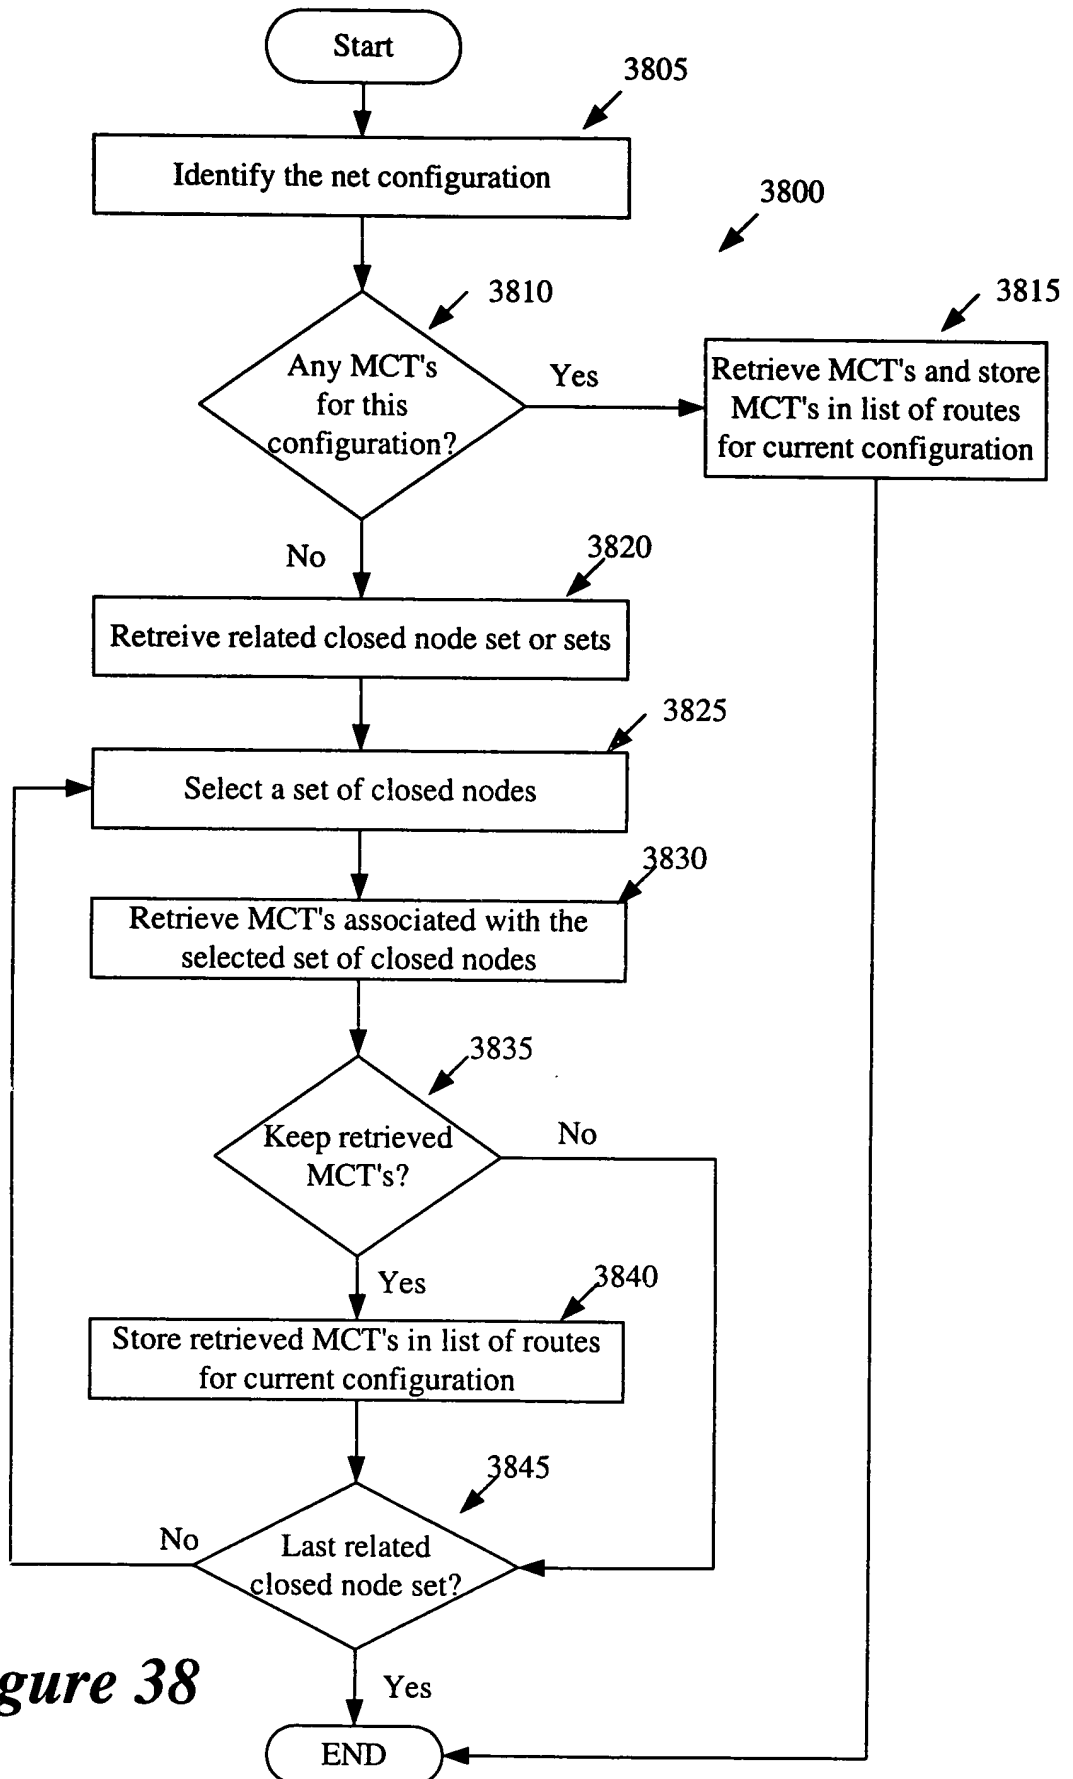 Start
3805
Identify the net configuration
3800
3810
3815
Any MCT's
for this
configuration?
Yes
Retrieve MCT's and store
MCT's in list of routes
for current configuration
No
3820
Retreive related closed node set or sets
3825
Select a set of closed nodes
3830
Retrieve MCT's associated with the
selected set of closed nodes
3835
Keep retrieved
MCT's?
No
Yes
3840
Store retrieved MCT's in list of routes
for current configuration
3845
No
Last related
closed node set?
gure 38
Yes
END